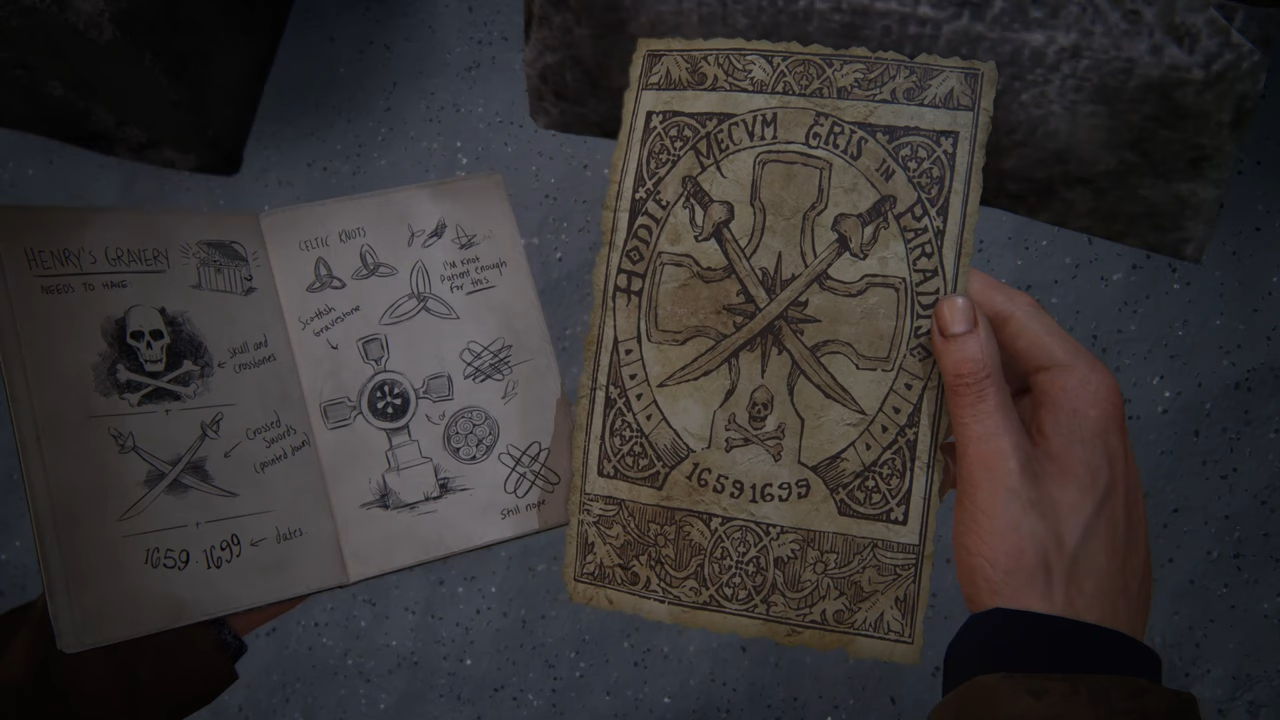 HENRY'S GRAVERY
NEEDS TO HAVE:
Skull and
crossbones
Crossed
Swords
(pointed down)
1659 · 1699
dates.
CELTIC KNOTS
I'M KNOT
patient enough
for this.
Scottish
Gravestone
or
Still nope.
HODIE MECVM ERIS IN PARADISE
16591699